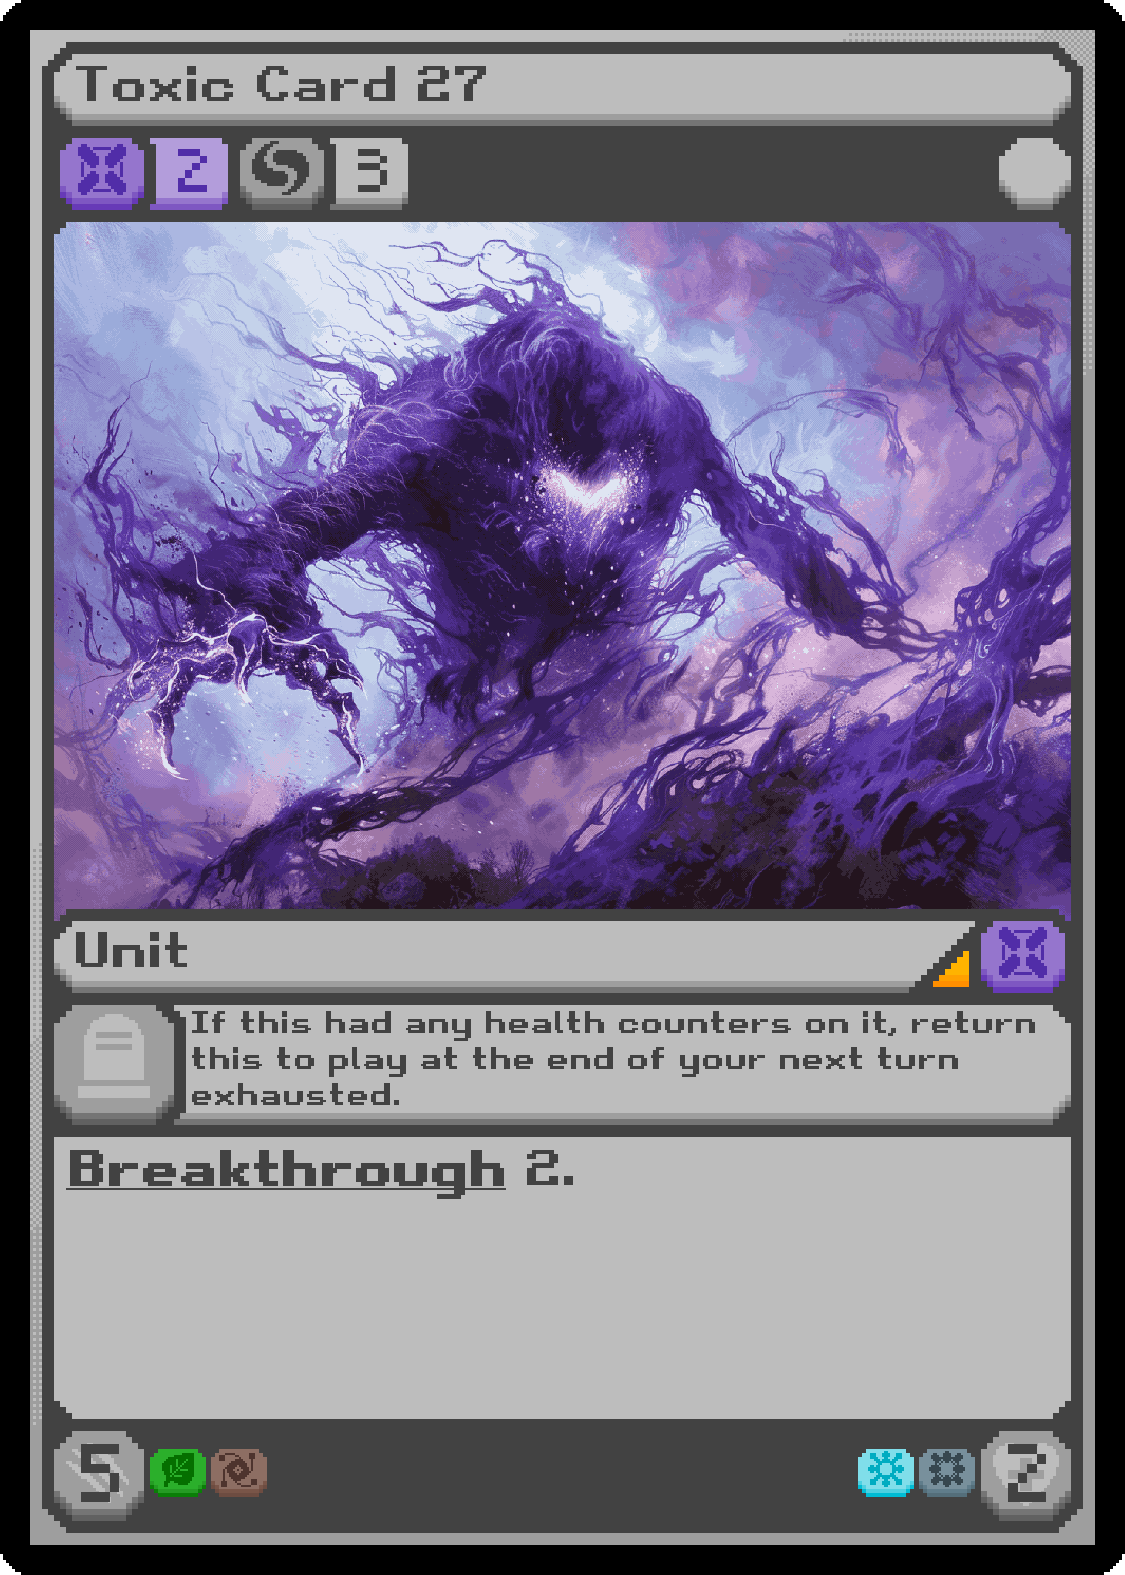 Toxic Card 27
2 3
Unit
If this had any health counters on it, return
this to play at the end of your next turn
exhausted.
Breakthrough 2.
5 2